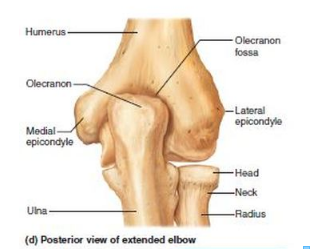 Humerus
Olecranon
fossa
Olecranon
Lateral
epicondyle
Medial
epicondyle
Head
Neck
Ulna
Radius
(d) Posterior view of extended elbow